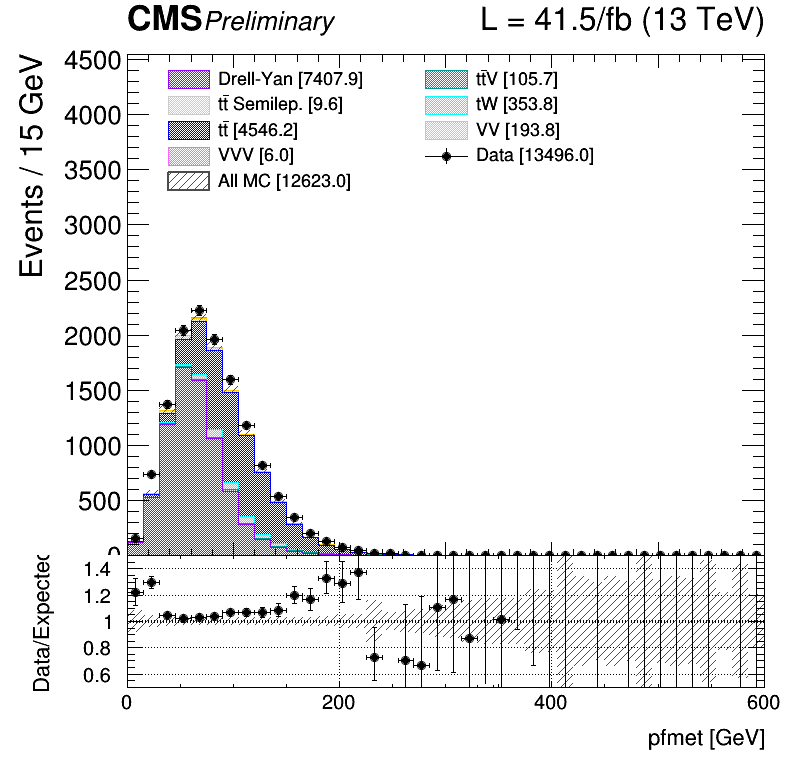 CMS Preliminary L = 41.5/fb (13 TeV)
Events / 15 GeV
4500
4000
3500
3000
2500
2000
1500
1000
500
0
Drell-Yan [7407.9]
tt̄ Semilep. [9.6]
tt̄ [4546.2]
VVV [6.0]
All MC [12623.0]
tt̄V [105.7]
tW [353.8]
VV [193.8]
Data [13496.0]
Data/Expected
1.4
1.2
1
0.8
0.6
0 200 400 600
pfmet [GeV]